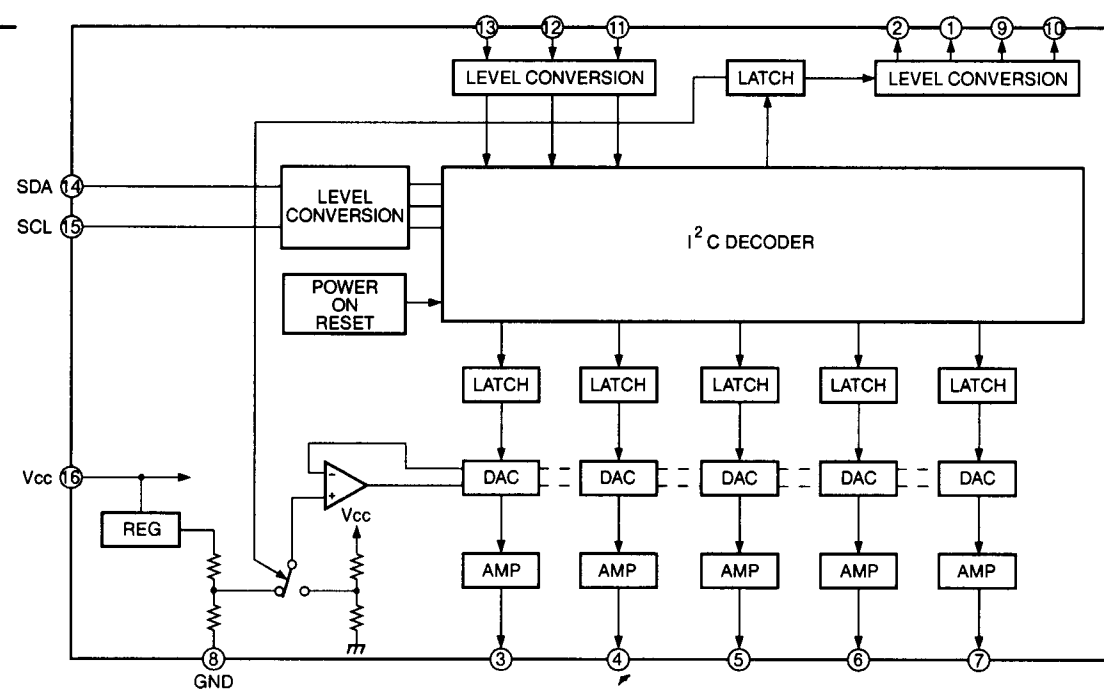 13 12 11 2 1 9 10
LEVEL CONVERSION
LATCH
LEVEL CONVERSION
SDA 14
SCL 15
LEVEL
CONVERSION
I² C DECODER
POWER
ON
RESET
LATCH LATCH LATCH LATCH LATCH
Vcc 16
-
+
DAC DAC DAC DAC DAC
Vcc
REG
AMP AMP AMP AMP AMP
8 3 4 5 6 7
GND